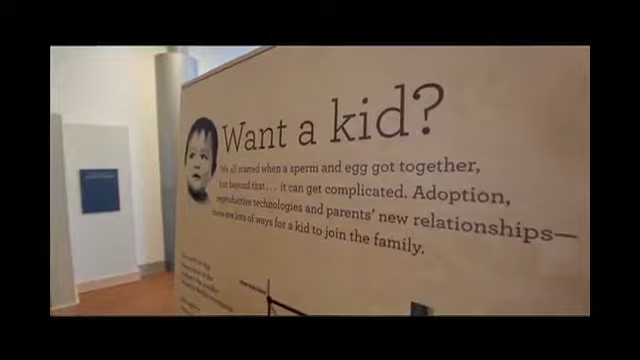 Want a kid?
We all started when a sperm and egg got together,
but beyond that... it can get complicated. Adoption,
reproductive technologies and parents' new relationships—
there are lots of ways for a kid to join the family.